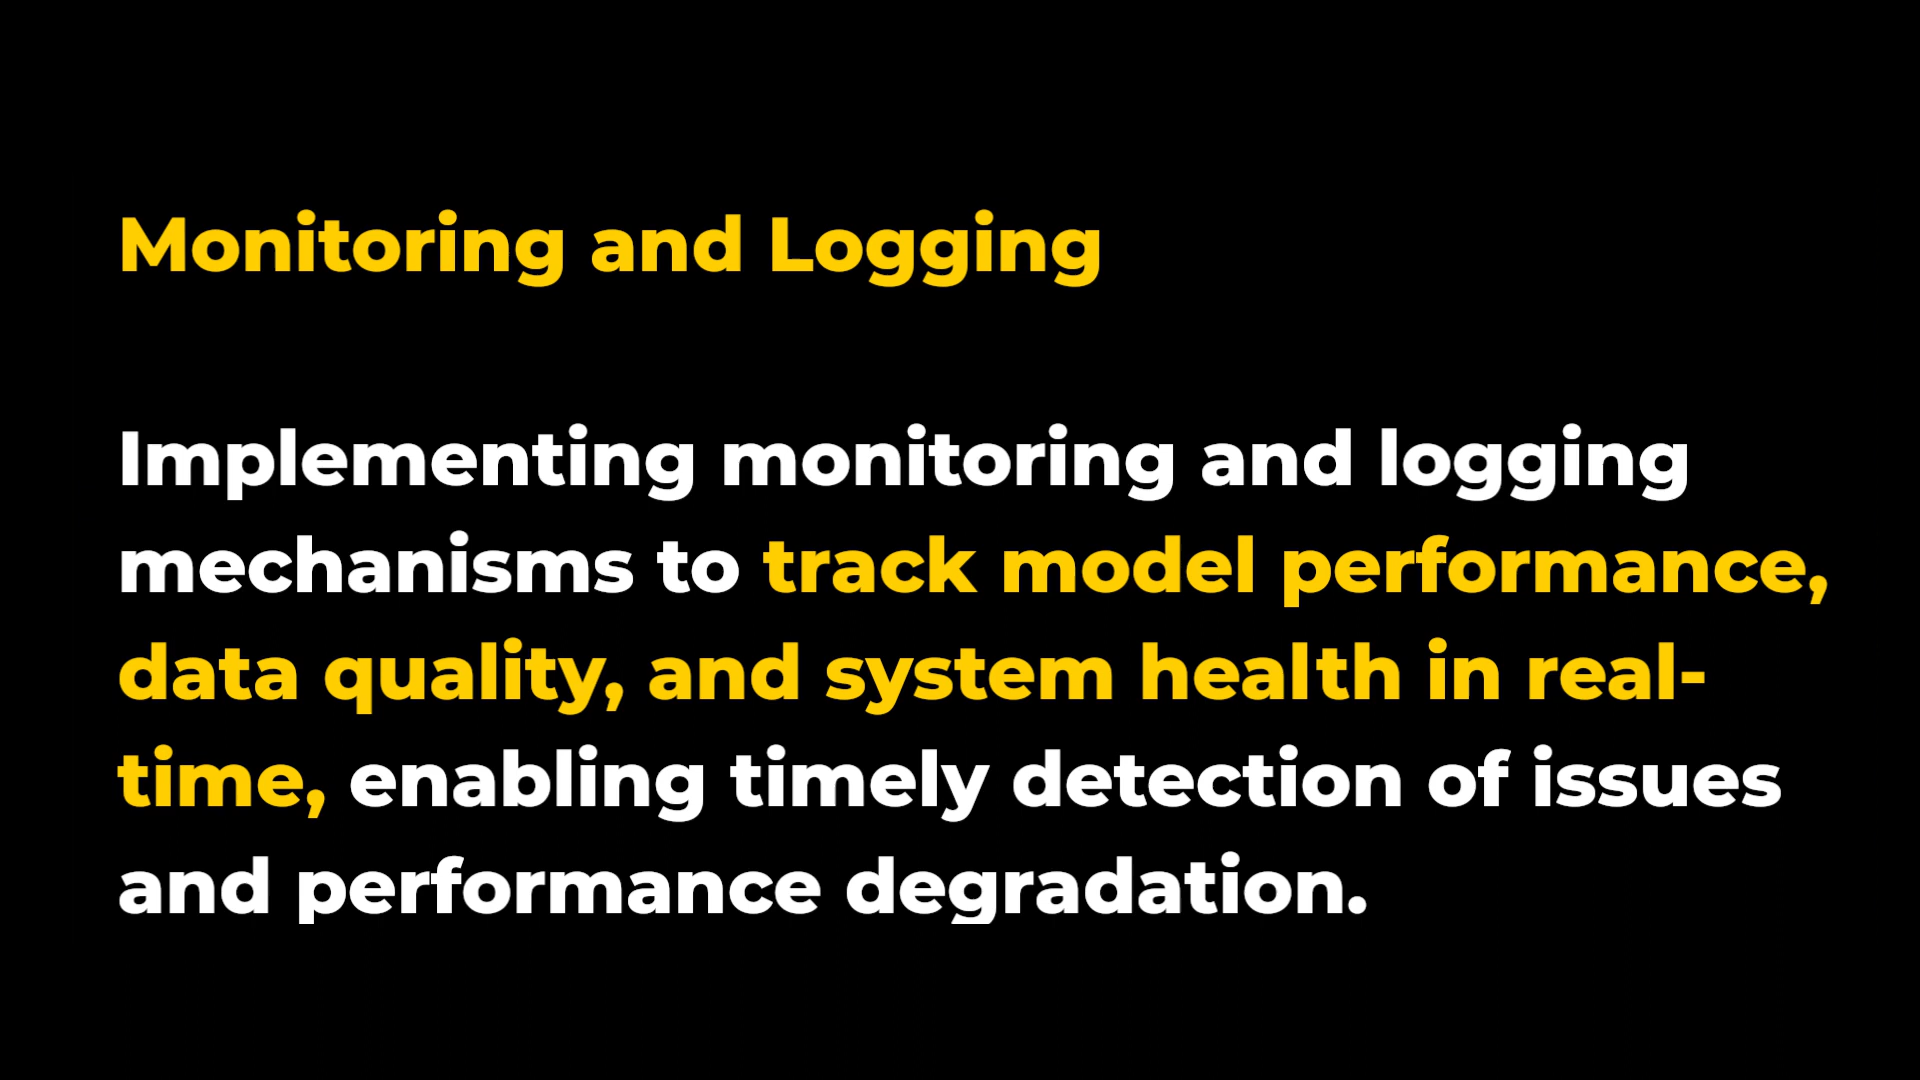 Monitoring and Logging
Implementing monitoring and logging
mechanisms to track model performance,
data quality, and system health in real-
time, enabling timely detection of issues
and performance degradation.